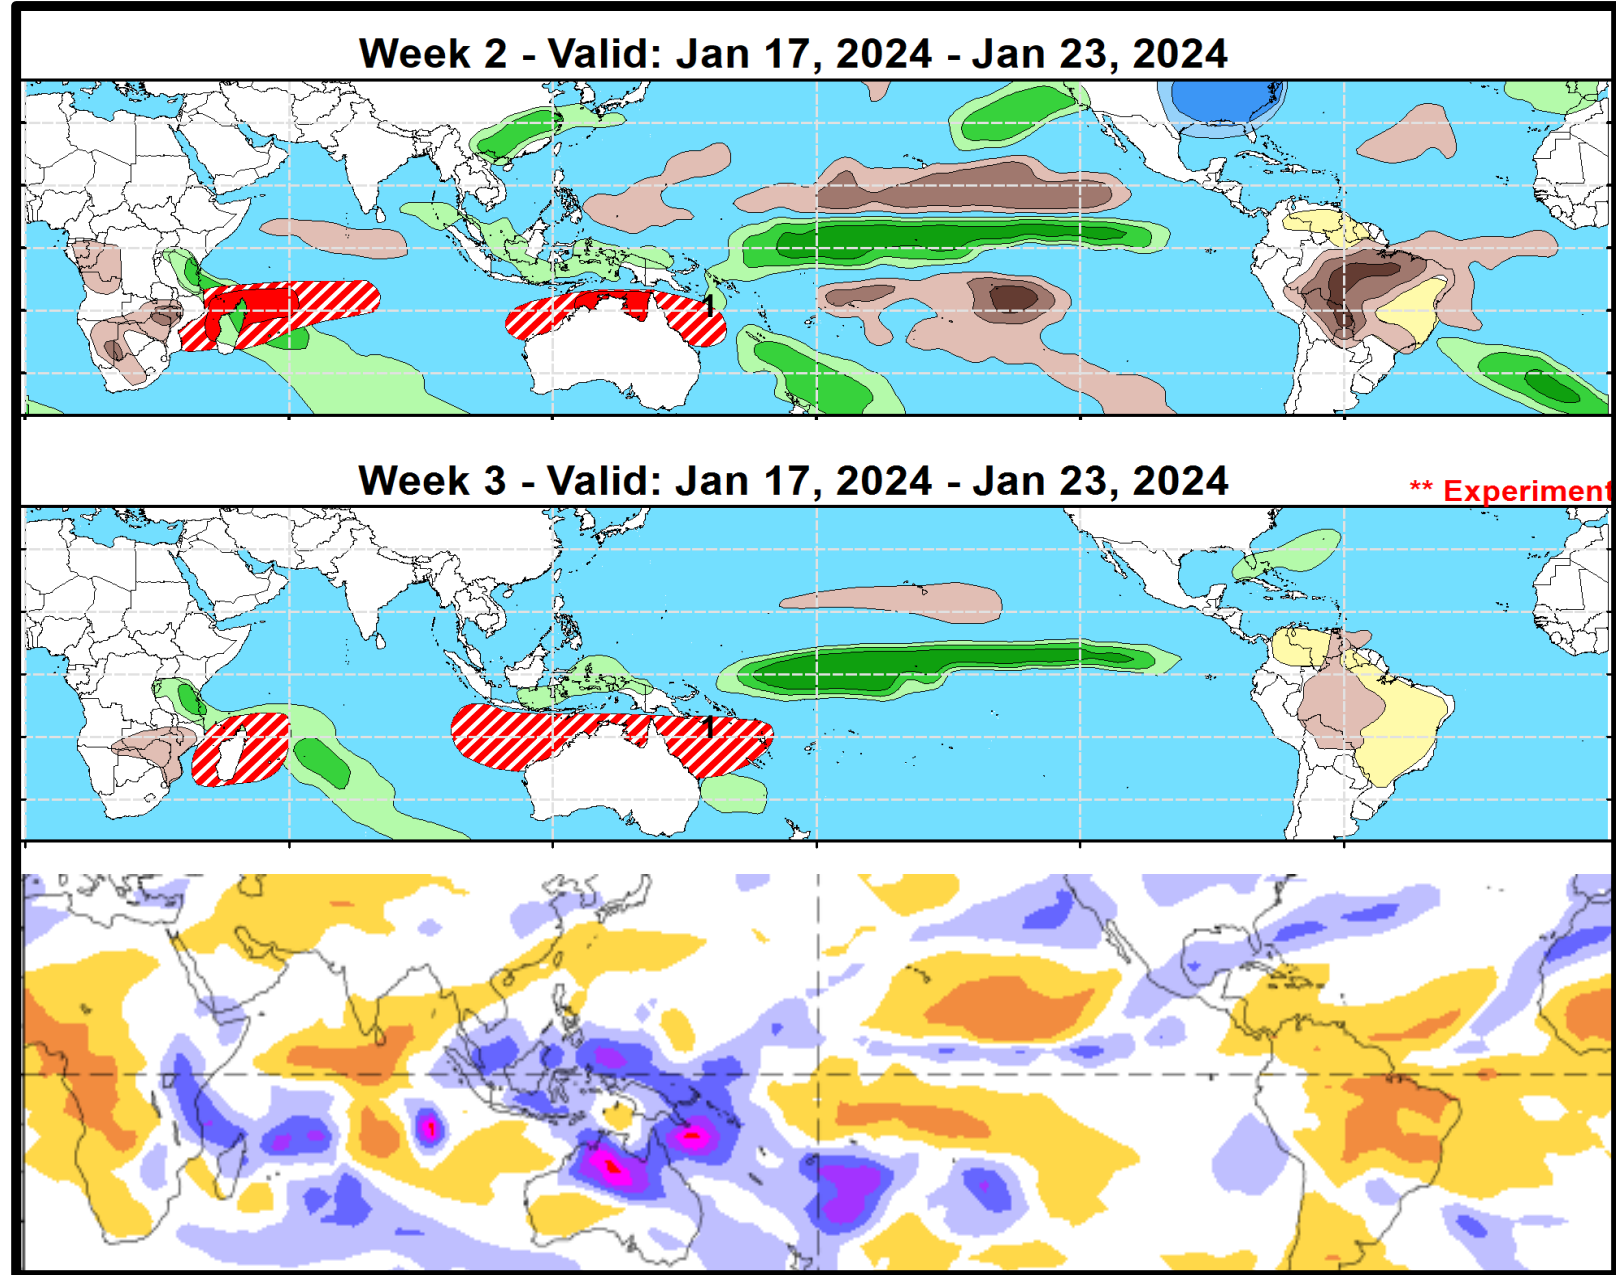 Week 2 - Valid: Jan 17, 2024 - Jan 23, 2024
1
Week 3 - Valid: Jan 17, 2024 - Jan 23, 2024
** Experiment
1